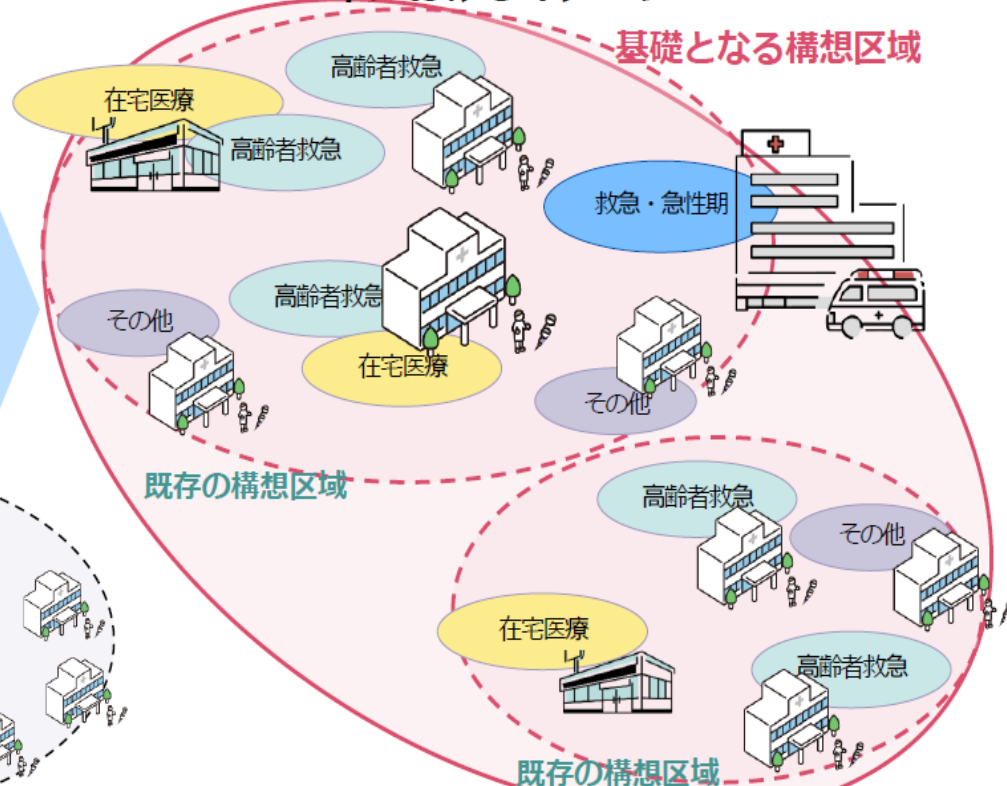 基礎となる構想区域
高齢者救急
在宅医療
高齢者救急
救急・急性期
高齢者救急
その他
在宅医療
その他
既存の構想区域
高齢者救急
その他
在宅医療
高齢者救急
既存の構想区域